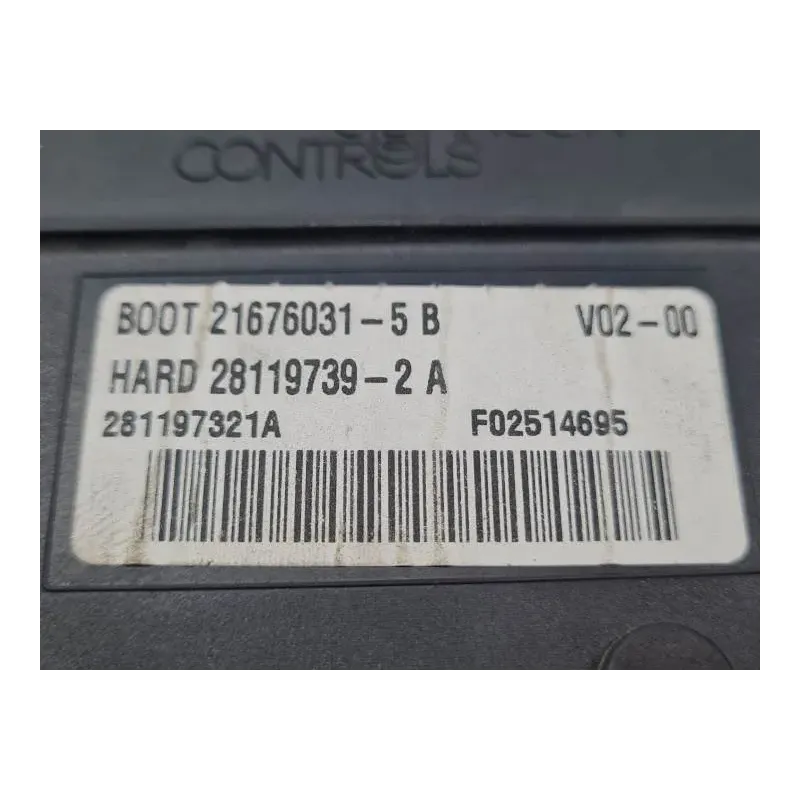 CONTROLS
BOOT 21676031-5 B V02-00
HARD 28119739-2 A
281197321A F02514695